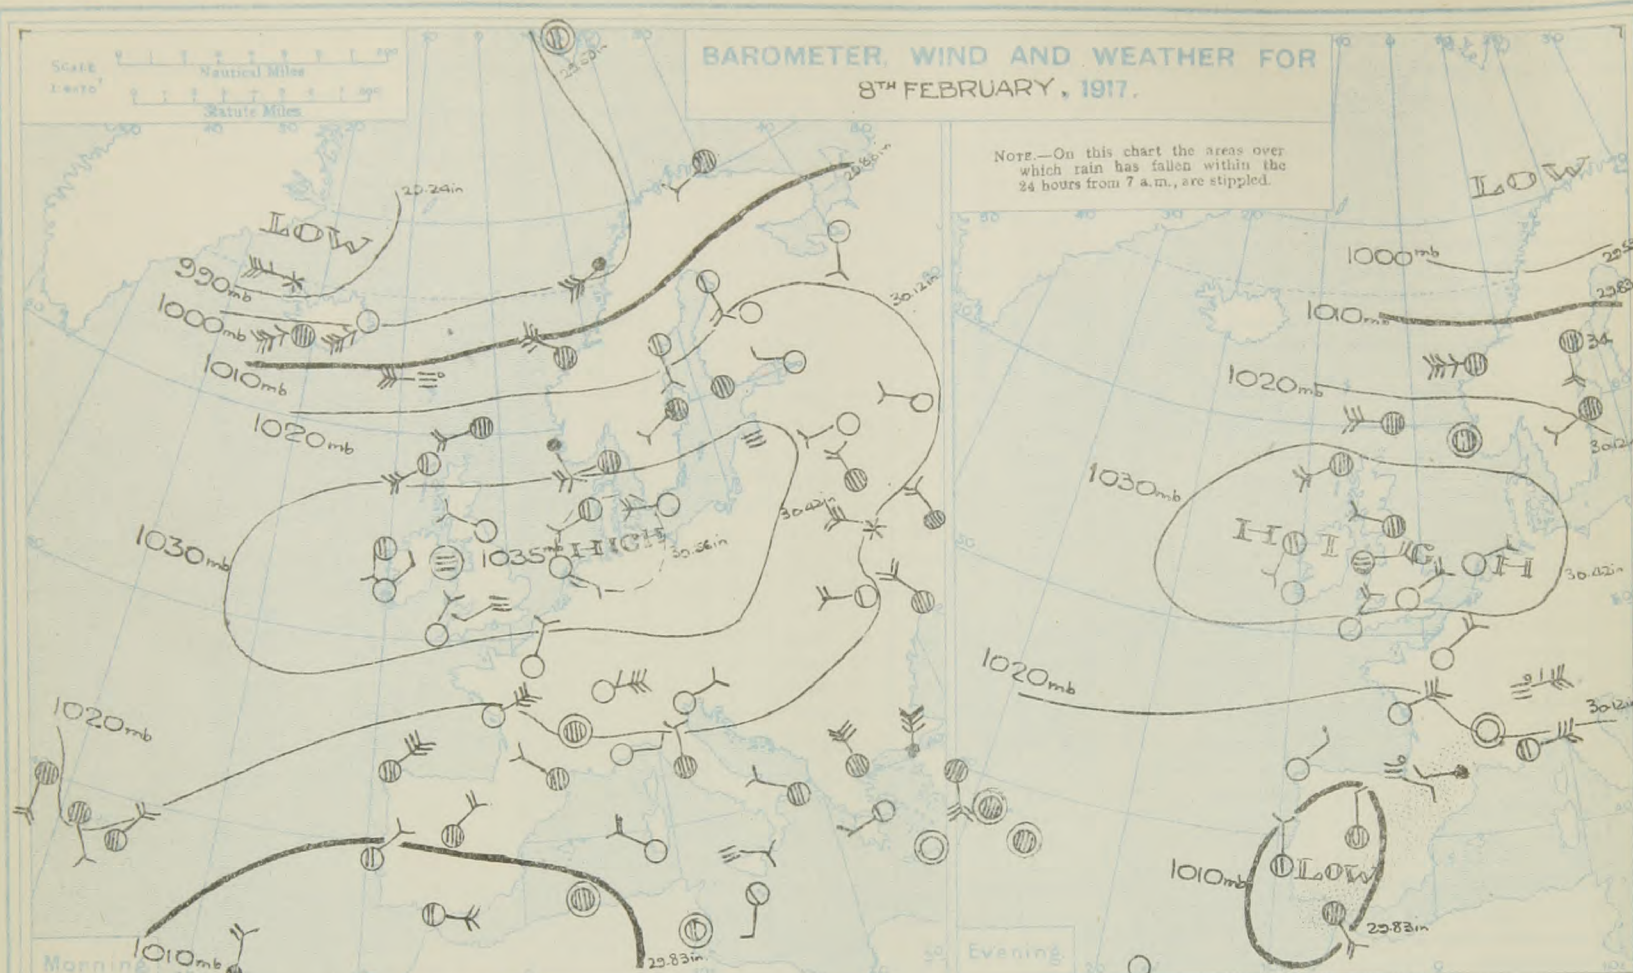 SCALE
Nautical Miles
Statute Miles
BAROMETER, WIND AND WEATHER FOR
8TH FEBRUARY, 1917.
NOTE.—On this chart the areas over
which rain has fallen within the
24 hours from 7 a.m., are stippled.
29.24in
LOW
990mb
1000mb
1010mb
1020mb
30.12in
1030mb
30.42in
1035mb HIGH
30.56in
1020mb
1010mb
29.83in
Morning
LOW
1000mb
1010mb
34
1020mb
1030mb
HIGH
30.42in
1020mb
30.12in
1010mb
LOW
29.83in
Evening